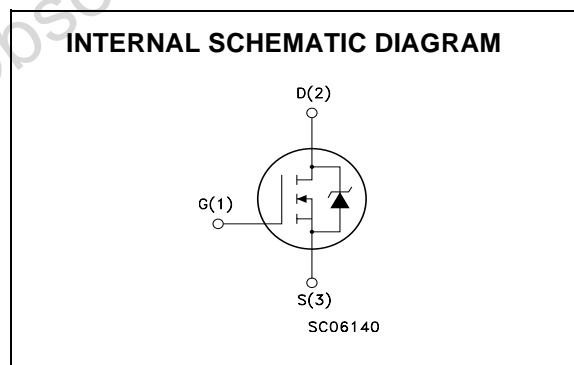 INTERNAL SCHEMATIC DIAGRAM
D(2)
G(1)
S(3)
SC06140